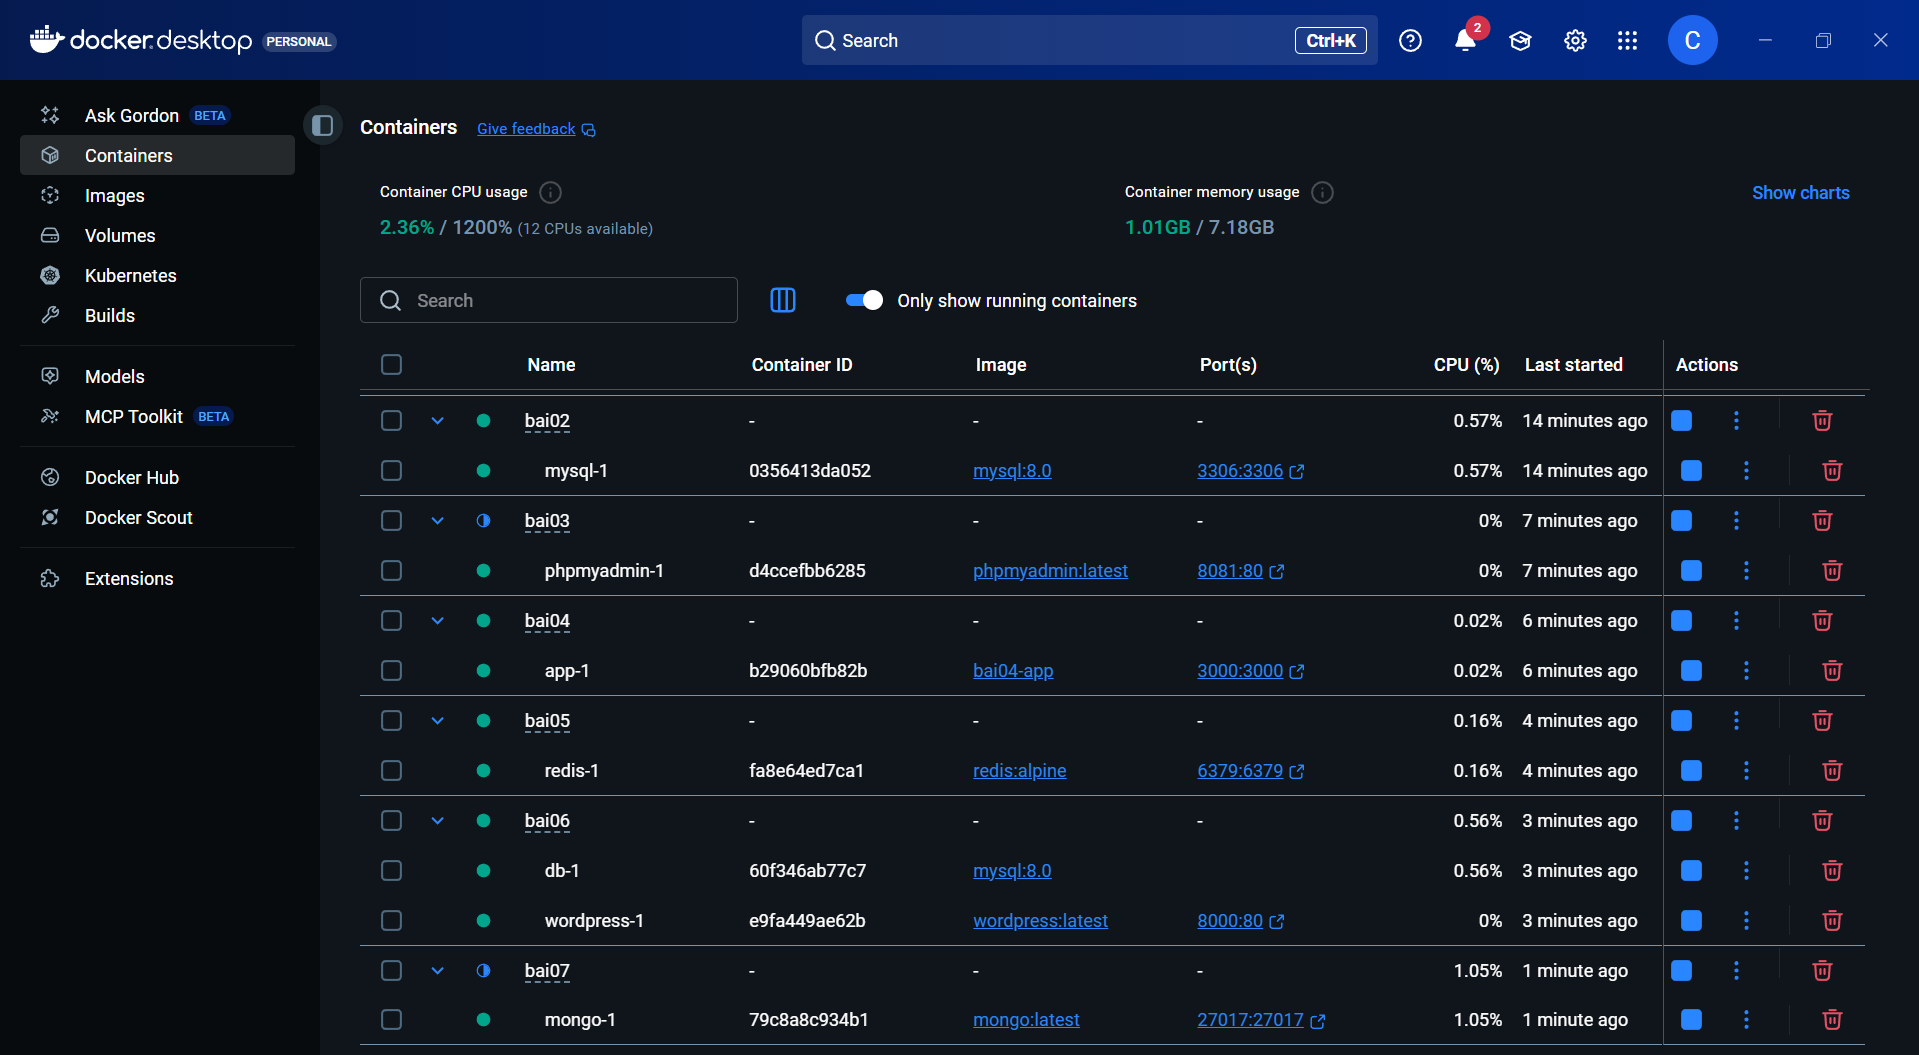 docker.desktop PERSONAL
Search Ctrl+K
2
C
Ask Gordon BETA
Containers
Images
Volumes
Kubernetes
Builds
Models
MCP Toolkit BETA
Docker Hub
Docker Scout
Extensions
Containers Give feedback
Container CPU usage
2.36% / 1200% (12 CPUs available)
Container memory usage
1.01GB / 7.18GB
Show charts
Search
Only show running containers
Name Container ID Image Port(s) CPU (%) Last started Actions
bai02 - - - 0.57% 14 minutes ago
mysql-1 0356413da052 mysql:8.0 3306:3306 0.57% 14 minutes ago
bai03 - - - 0% 7 minutes ago
phpmyadmin-1 d4ccefbb6285 phpmyadmin:latest 8081:80 0% 7 minutes ago
bai04 - - - 0.02% 6 minutes ago
app-1 b29060bfb82b bai04-app 3000:3000 0.02% 6 minutes ago
bai05 - - - 0.16% 4 minutes ago
redis-1 fa8e64ed7ca1 redis:alpine 6379:6379 0.16% 4 minutes ago
bai06 - - - 0.56% 3 minutes ago
db-1 60f346ab77c7 mysql:8.0 0.56% 3 minutes ago
wordpress-1 e9fa449ae62b wordpress:latest 8000:80 0% 3 minutes ago
bai07 - - - 1.05% 1 minute ago
mongo-1 79c8a8c934b1 mongo:latest 27017:27017 1.05% 1 minute ago